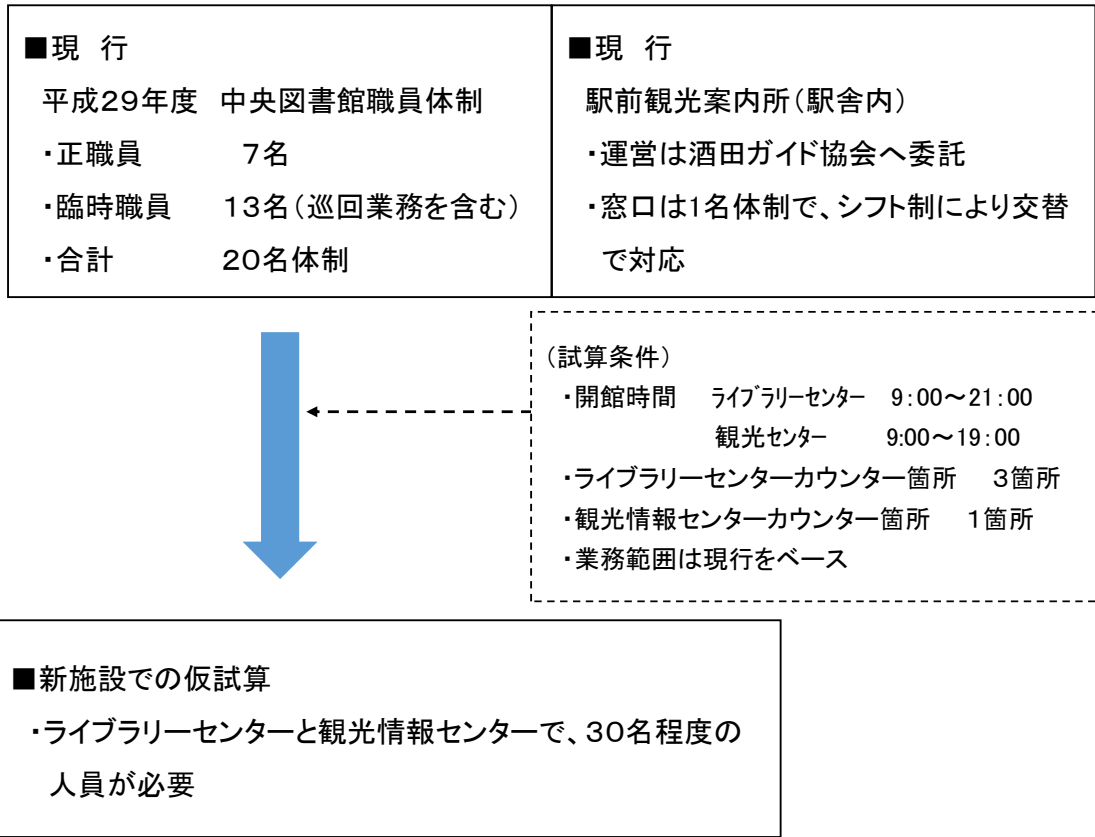 ■現　行
平成29年度　中央図書館職員体制
・正職員　　　7名
・臨時職員　13名（巡回業務を含む）
・合計　　　20名体制
■現　行
駅前観光案内所（駅舎内）
・運営は酒田ガイド協会へ委託
・窓口は1名体制で、シフト制により交替
で対応
（試算条件）
・開館時間　ﾗｲﾌﾞﾗﾘｰｾﾝﾀｰ　9：00～21：00
観光ｾﾝﾀｰ　9:00～19：00
・ライブラリーセンターカウンター箇所　3箇所
・観光情報センターカウンター箇所　1箇所
・業務範囲は現行をベース
■新施設での仮試算
・ライブラリーセンターと観光情報センターで、30名程度の
人員が必要